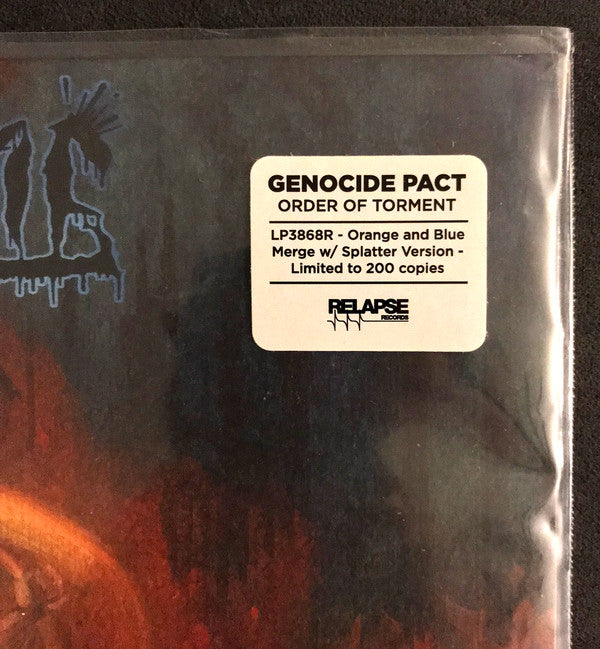 GENOCIDE PACT
ORDER OF TORMENT
LP3868R - Orange and Blue
Merge w/ Splatter Version -
Limited to 200 copies
RELAPSE
RECORDS